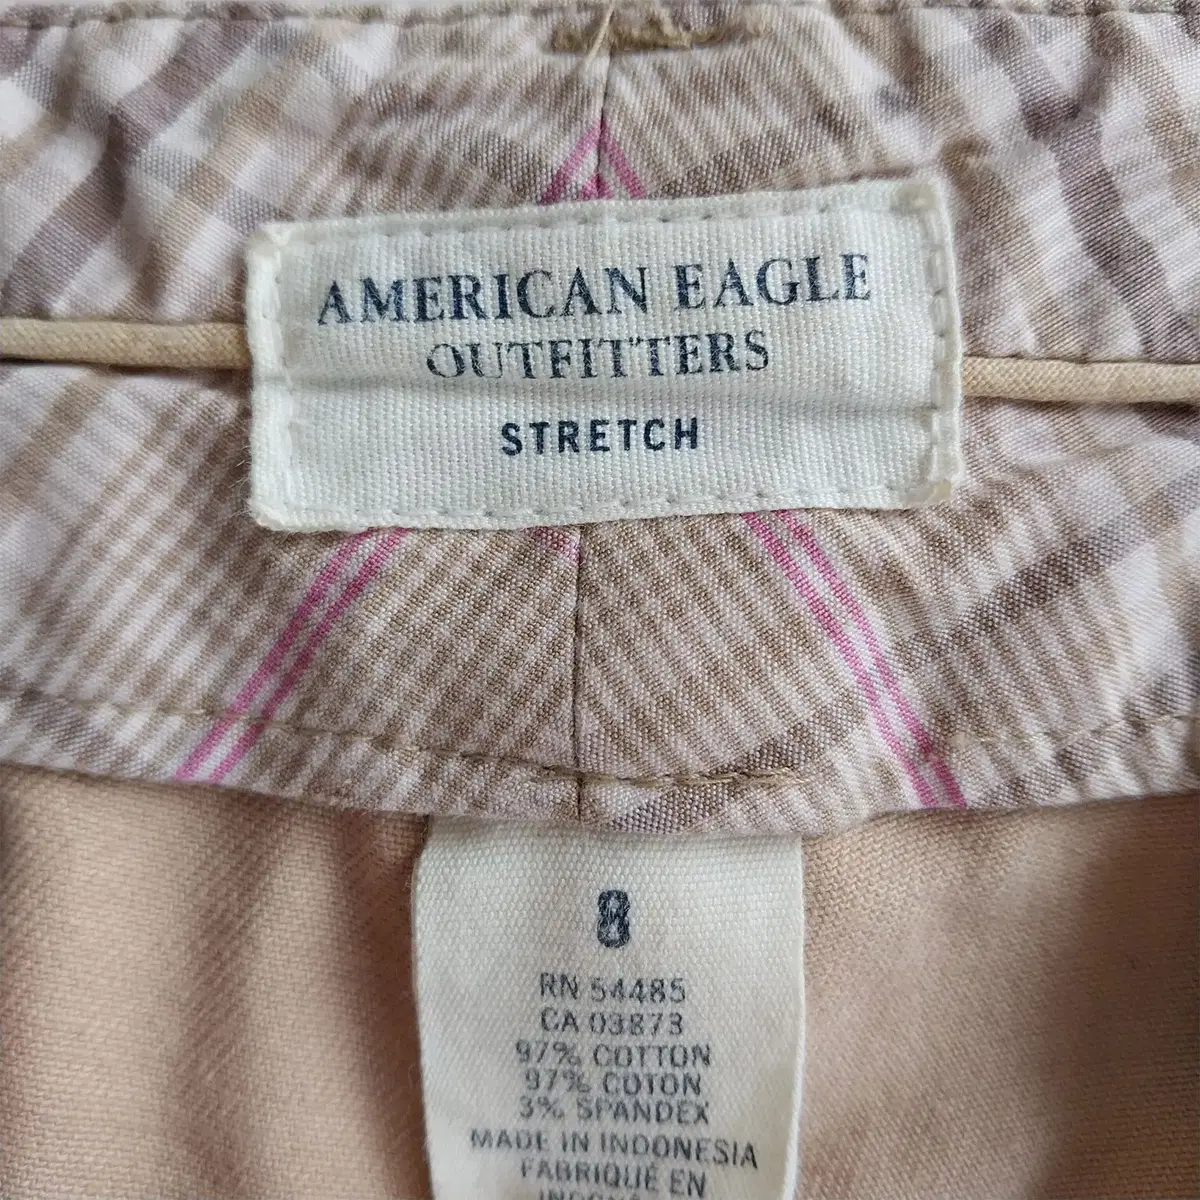 AMERICAN EAGLE
OUTFITTERS
STRETCH
8
RN 54485
CA 03873
97% COTTON
97% COTON
3% SPANDEX
MADE IN INDONESIA
FABRIQUÉ EN